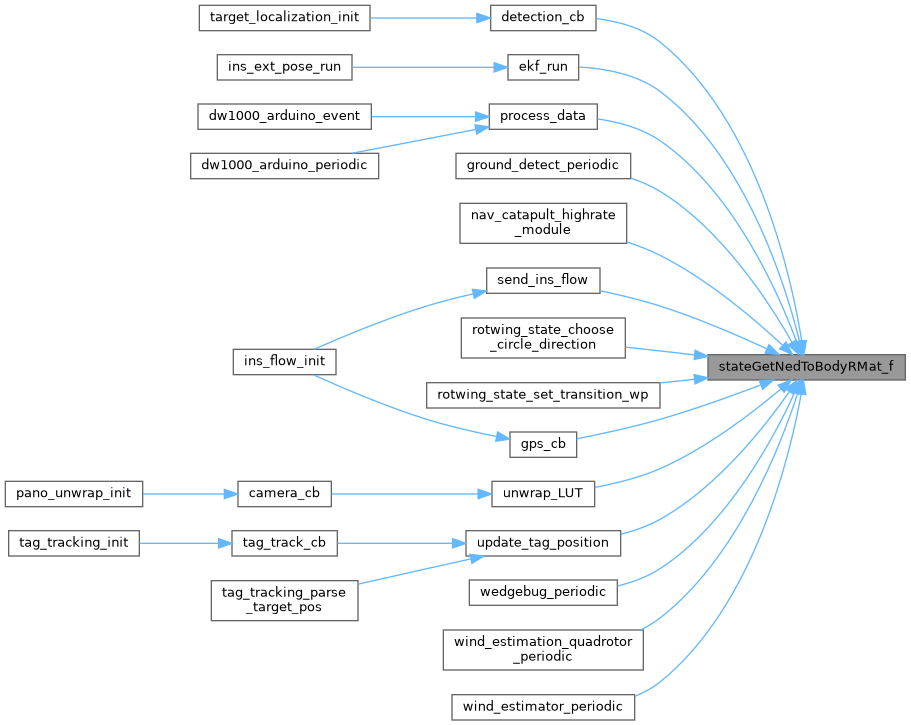 target_localization_init
detection_cb
ins_ext_pose_run
ekf_run
dw1000_arduino_event
process_data
dw1000_arduino_periodic
ground_detect_periodic
nav_catapult_highrate
_module
send_ins_flow
rotwing_state_choose
_circle_direction
ins_flow_init
stateGetNedToBodyRMat_f
rotwing_state_set_transition_wp
gps_cb
pano_unwrap_init
camera_cb
unwrap_LUT
tag_tracking_init
tag_track_cb
update_tag_position
tag_tracking_parse
_target_pos
wedgebug_periodic
wind_estimation_quadrotor
_periodic
wind_estimator_periodic